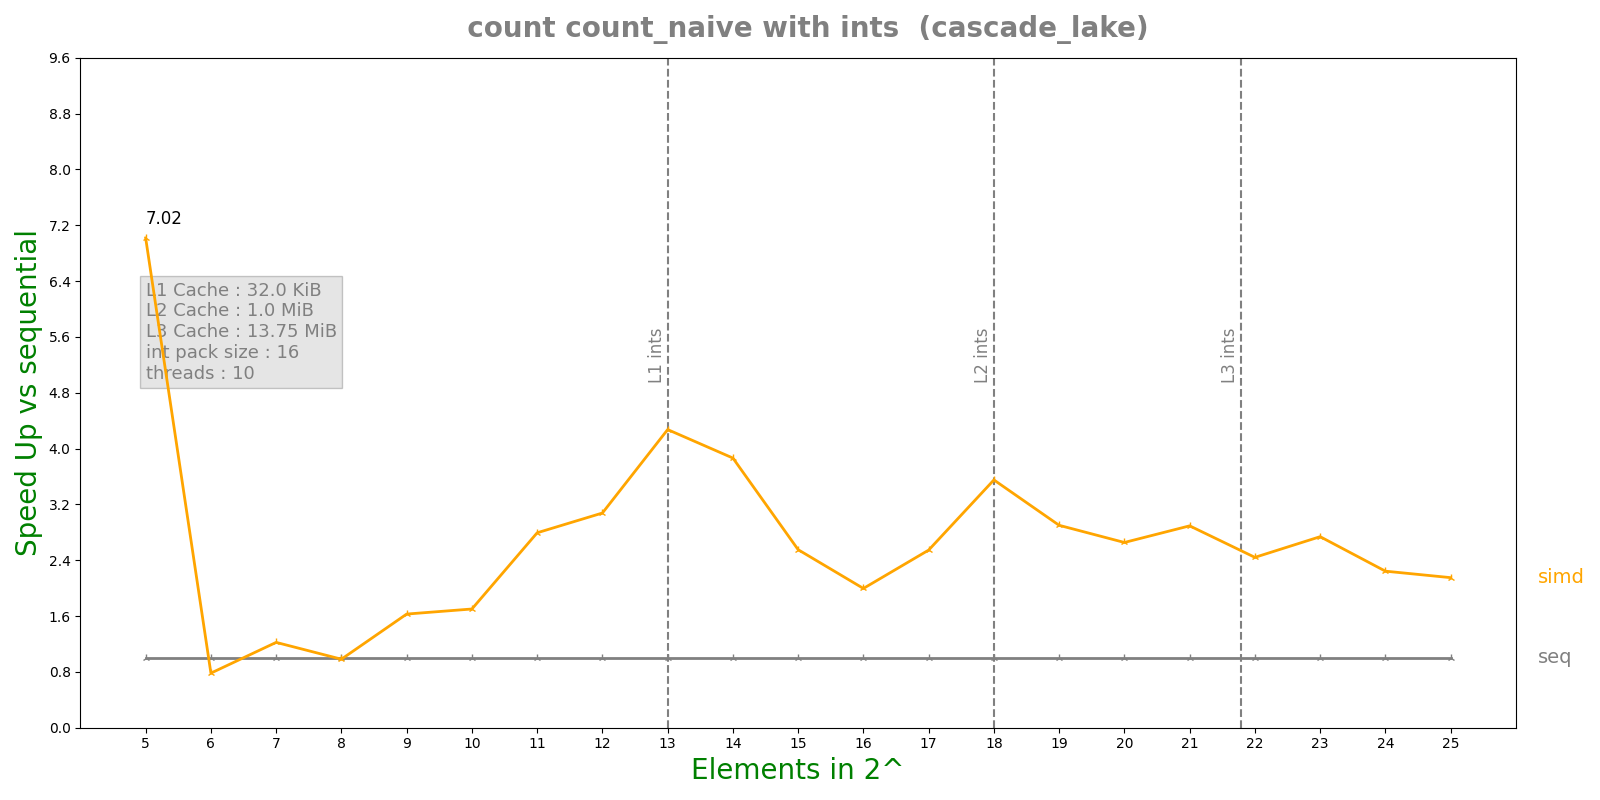 count count_naive with ints  (cascade_lake)
Speed Up vs sequential
9.6
8.8
8.0
7.2
6.4
5.6
4.8
4.0
3.2
2.4
1.6
0.8
0.0
7.02
L1 Cache : 32.0 KiB
L2 Cache : 1.0 MiB
L3 Cache : 13.75 MiB
int pack size : 16
threads : 10
L1 ints
L2 ints
L3 ints
simd
seq
5 6 7 8 9 10 11 12 13 14 15 16 17 18 19 20 21 22 23 24 25
Elements in 2^